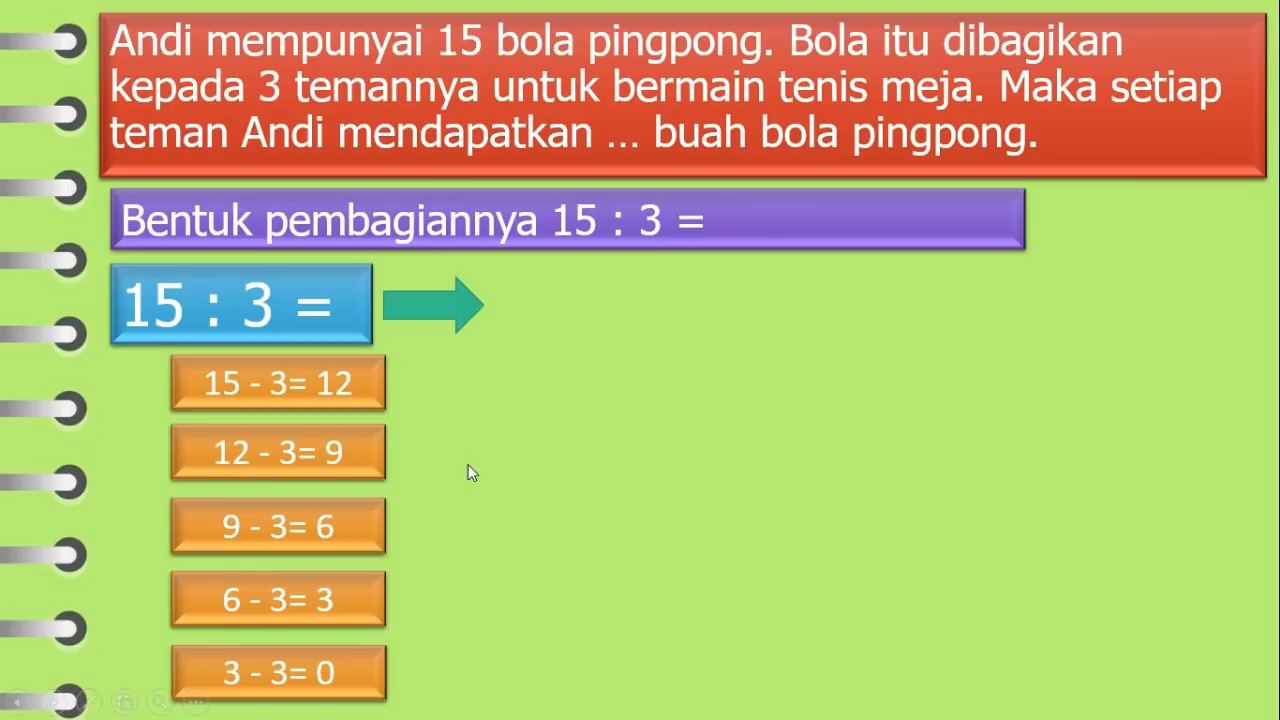 Andi mempunyai 15 bola pingpong. Bola itu dibagikan
kepada 3 temannya untuk bermain tenis meja. Maka setiap
teman Andi mendapatkan ... buah bola pingpong.
Bentuk pembagiannya 15 : 3 =
15 : 3 =
15 - 3= 12
12 - 3= 9
9 - 3= 6
6 - 3= 3
3 - 3= 0